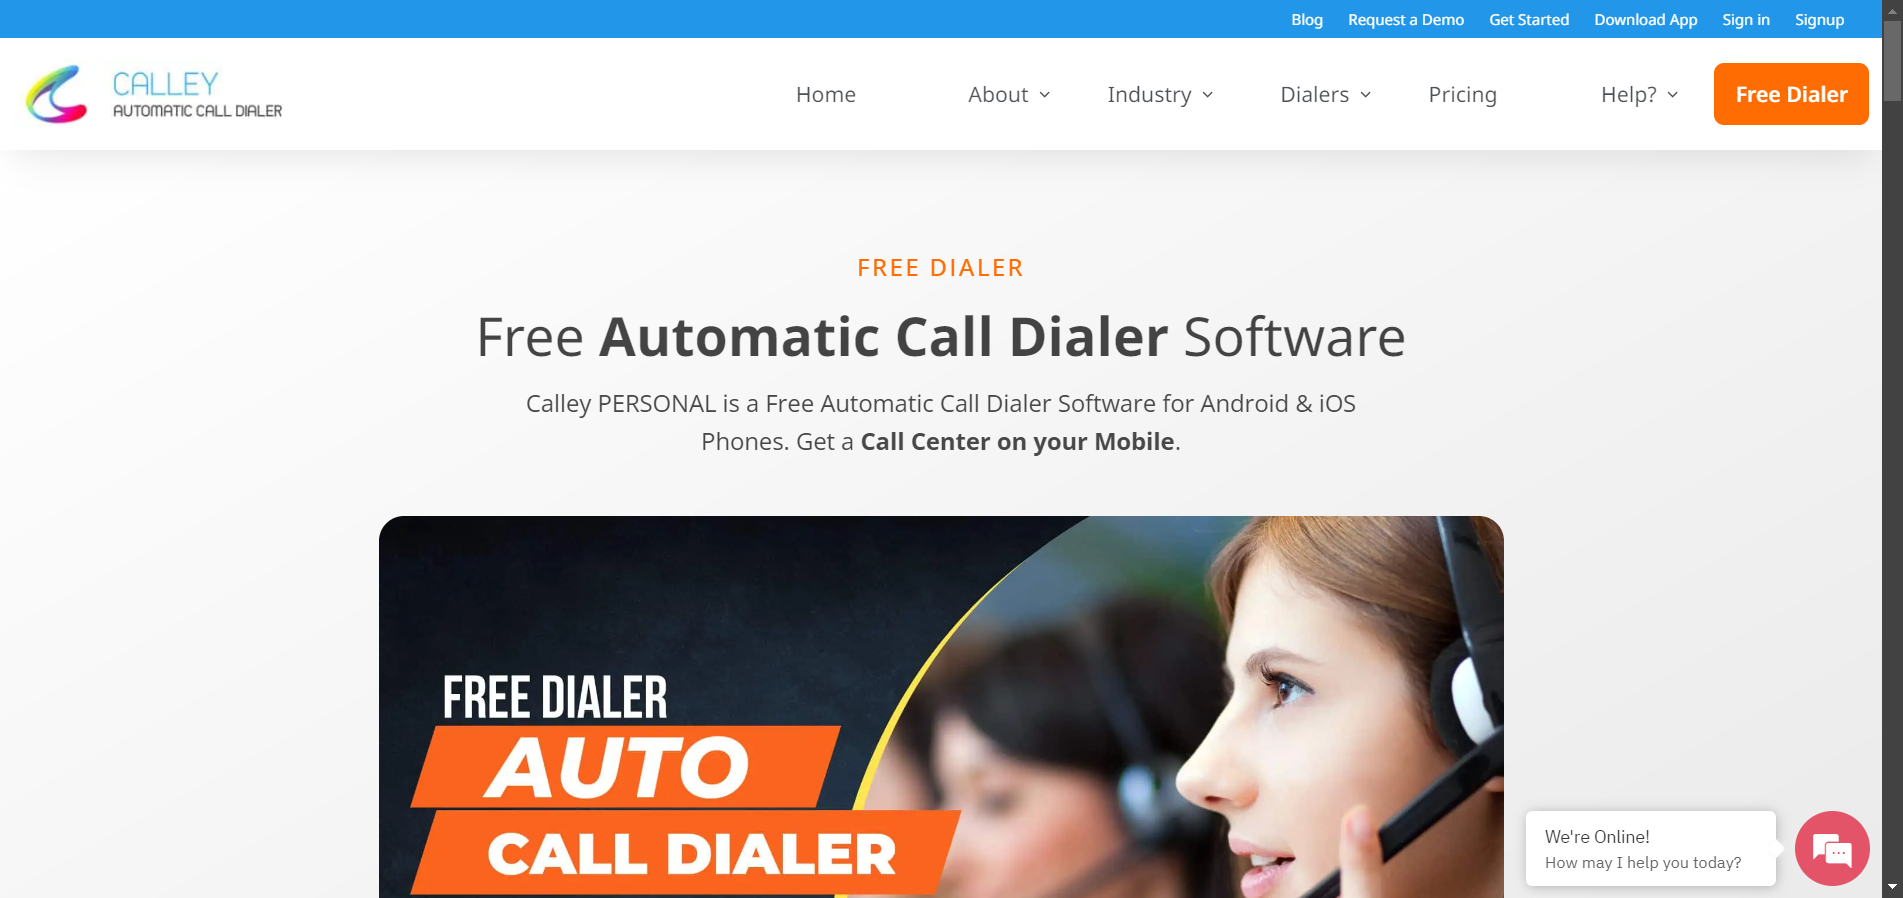 Blog Request a Demo Get Started Download App Sign in Signup
CALLEY
AUTOMATIC CALL DIALER
Home About Industry Dialers Pricing Help? Free Dialer
FREE DIALER
Free Automatic Call Dialer Software
Calley PERSONAL is a Free Automatic Call Dialer Software for Android & iOS
Phones. Get a Call Center on your Mobile.
FREE DIALER
AUTO
CALL DIALER
We're Online!
How may I help you today?